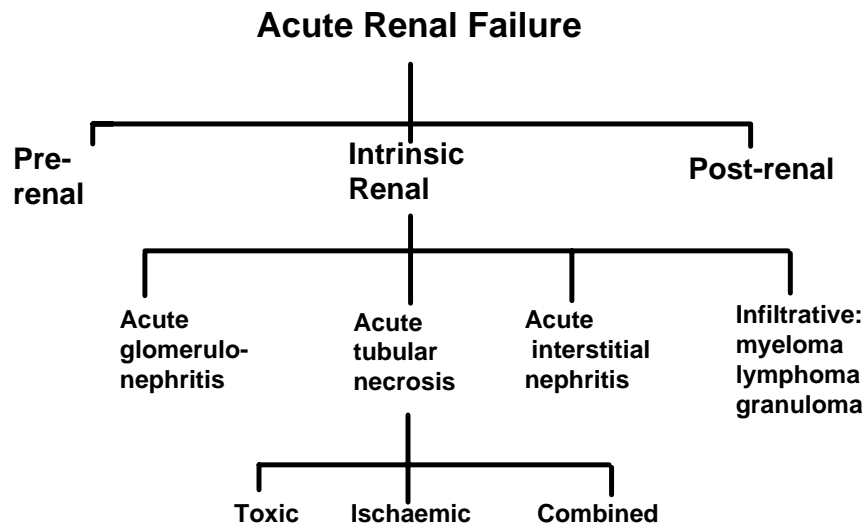 Acute Renal Failure
Pre-
renal
Intrinsic
Renal
Post-renal
Acute
glomerulo-
nephritis
Acute
tubular
necrosis
Acute
interstitial
nephritis
Infiltrative:
myeloma
lymphoma
granuloma
Toxic
Ischaemic
Combined